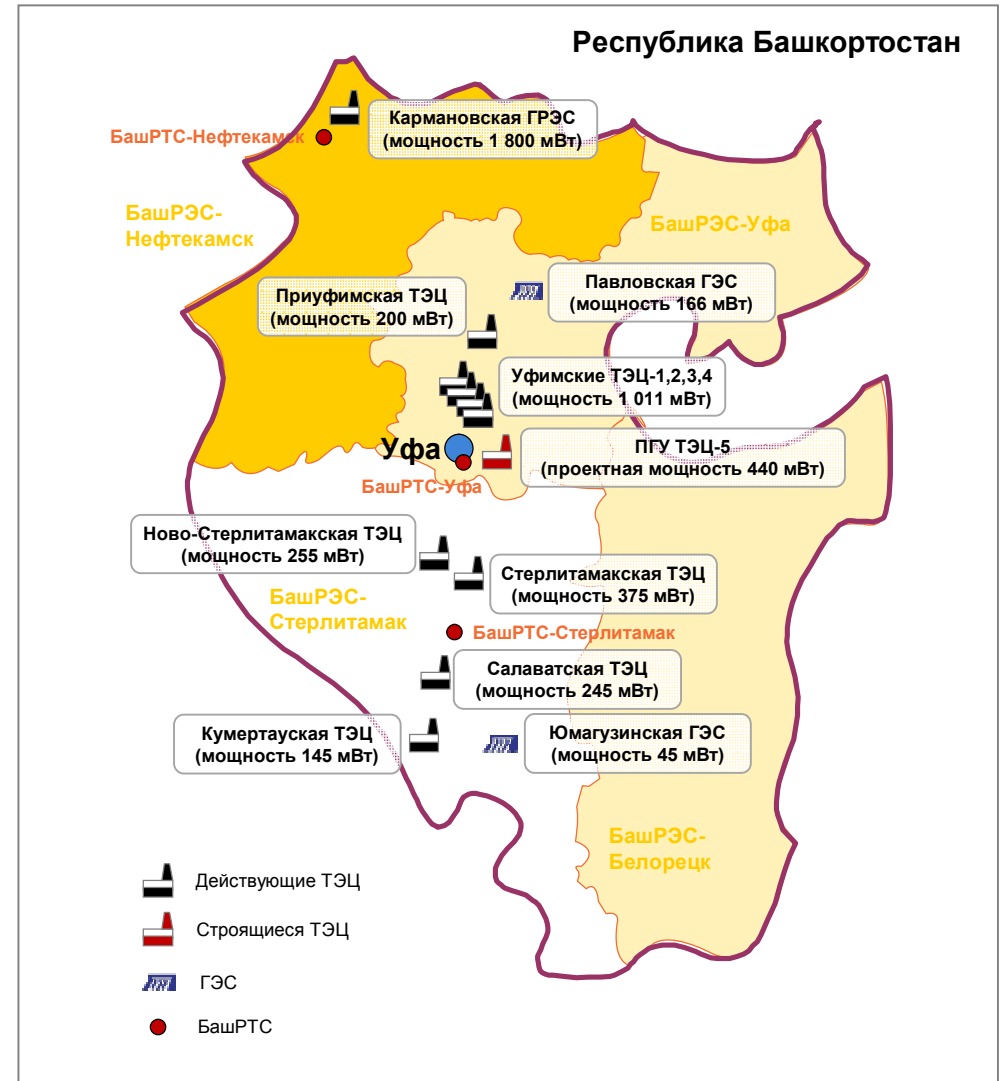 Республика Башкортостан
Кармановская ГРЭС
(мощность 1 800 мВт)
БашРТС-Нефтекамск
БашРЭС-
Нефтекамск
БашРЭС-Уфа
Павловская ГЭС
(мощность 166 мВт)
Приуфимская ТЭЦ
(мощность 200 мВт)
Уфимские ТЭЦ-1,2,3,4
(мощность 1 011 мВт)
Уфа
ПГУ ТЭЦ-5
(проектная мощность 440 мВт)
БашРТС-Уфа
Ново-Стерлитамакская ТЭЦ
(мощность 255 мВт)
Стерлитамакская ТЭЦ
(мощность 375 мВт)
БашРЭС-
Стерлитамак
БашРТС-Стерлитамак
Салаватская ТЭЦ
(мощность 245 мВт)
Кумертауская ТЭЦ
(мощность 145 мВт)
Юмагузинская ГЭС
(мощность 45 мВт)
БашРЭС-
Белорецк
Действующие ТЭЦ
Строящиеся ТЭЦ
ГЭС
БашРТС